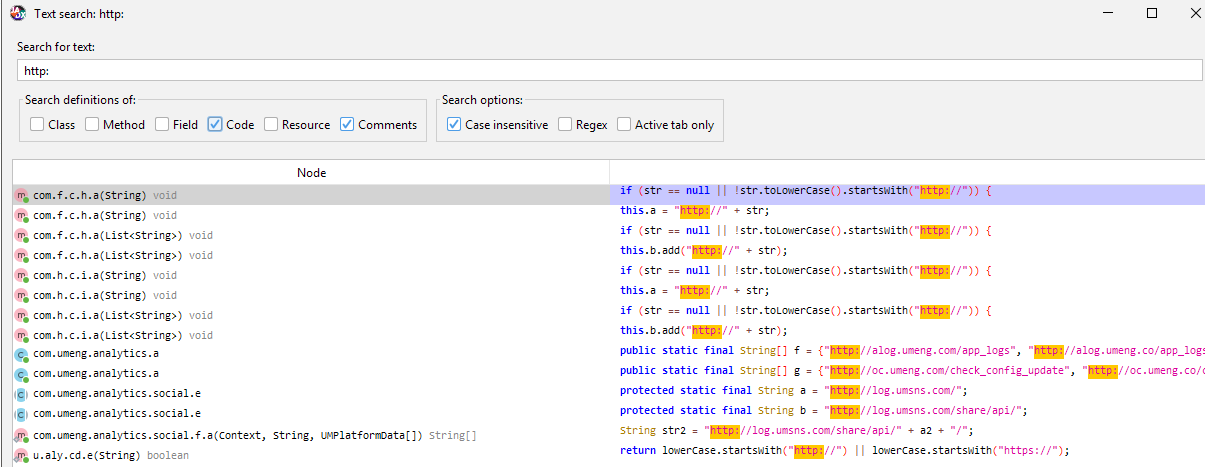 Text search: http:
Search for text:
http:
Search definitions of:
Search options:
Class Method Field Code Resource Comments Case insensitive Regex Active tab only
Node
com.f.c.h.a(String) void if (str == null || !str.toLowerCase().startsWith("http://")) {
com.f.c.h.a(String) void this.a = "http://" + str;
com.f.c.h.a(List<String>) void if (str == null || !str.toLowerCase().startsWith("http://")) {
com.f.c.h.a(List<String>) void this.b.add("http://" + str);
com.h.c.i.a(String) void if (str == null || !str.toLowerCase().startsWith("http://")) {
com.h.c.i.a(String) void this.a = "http://" + str;
com.h.c.i.a(List<String>) void if (str == null || !str.toLowerCase().startsWith("http://")) {
com.h.c.i.a(List<String>) void this.b.add("http://" + str);
com.umeng.analytics.a public static final String[] f = {"http://alog.umeng.com/app_logs", "http://alog.umeng.co/app_logs
com.umeng.analytics.a public static final String[] g = {"http://oc.umeng.com/check_config_update", "http://oc.umeng.co/c
com.umeng.analytics.social.e protected static final String a = "http://log.umsns.com/";
com.umeng.analytics.social.e protected static final String b = "http://log.umsns.com/share/api/";
com.umeng.analytics.social.f.a(Context, String, UMPlatformData[]) String[] String str2 = "http://log.umsns.com/share/api/" + a2 + "/";
u.aly.cd.e(String) boolean return lowerCase.startsWith("http://") || lowerCase.startsWith("https://");